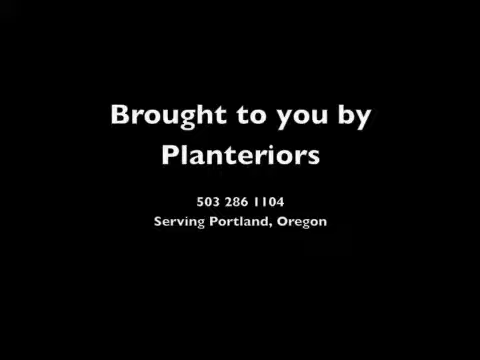 Brought to you by
Planteriors
503 286 1104
Serving Portland, Oregon